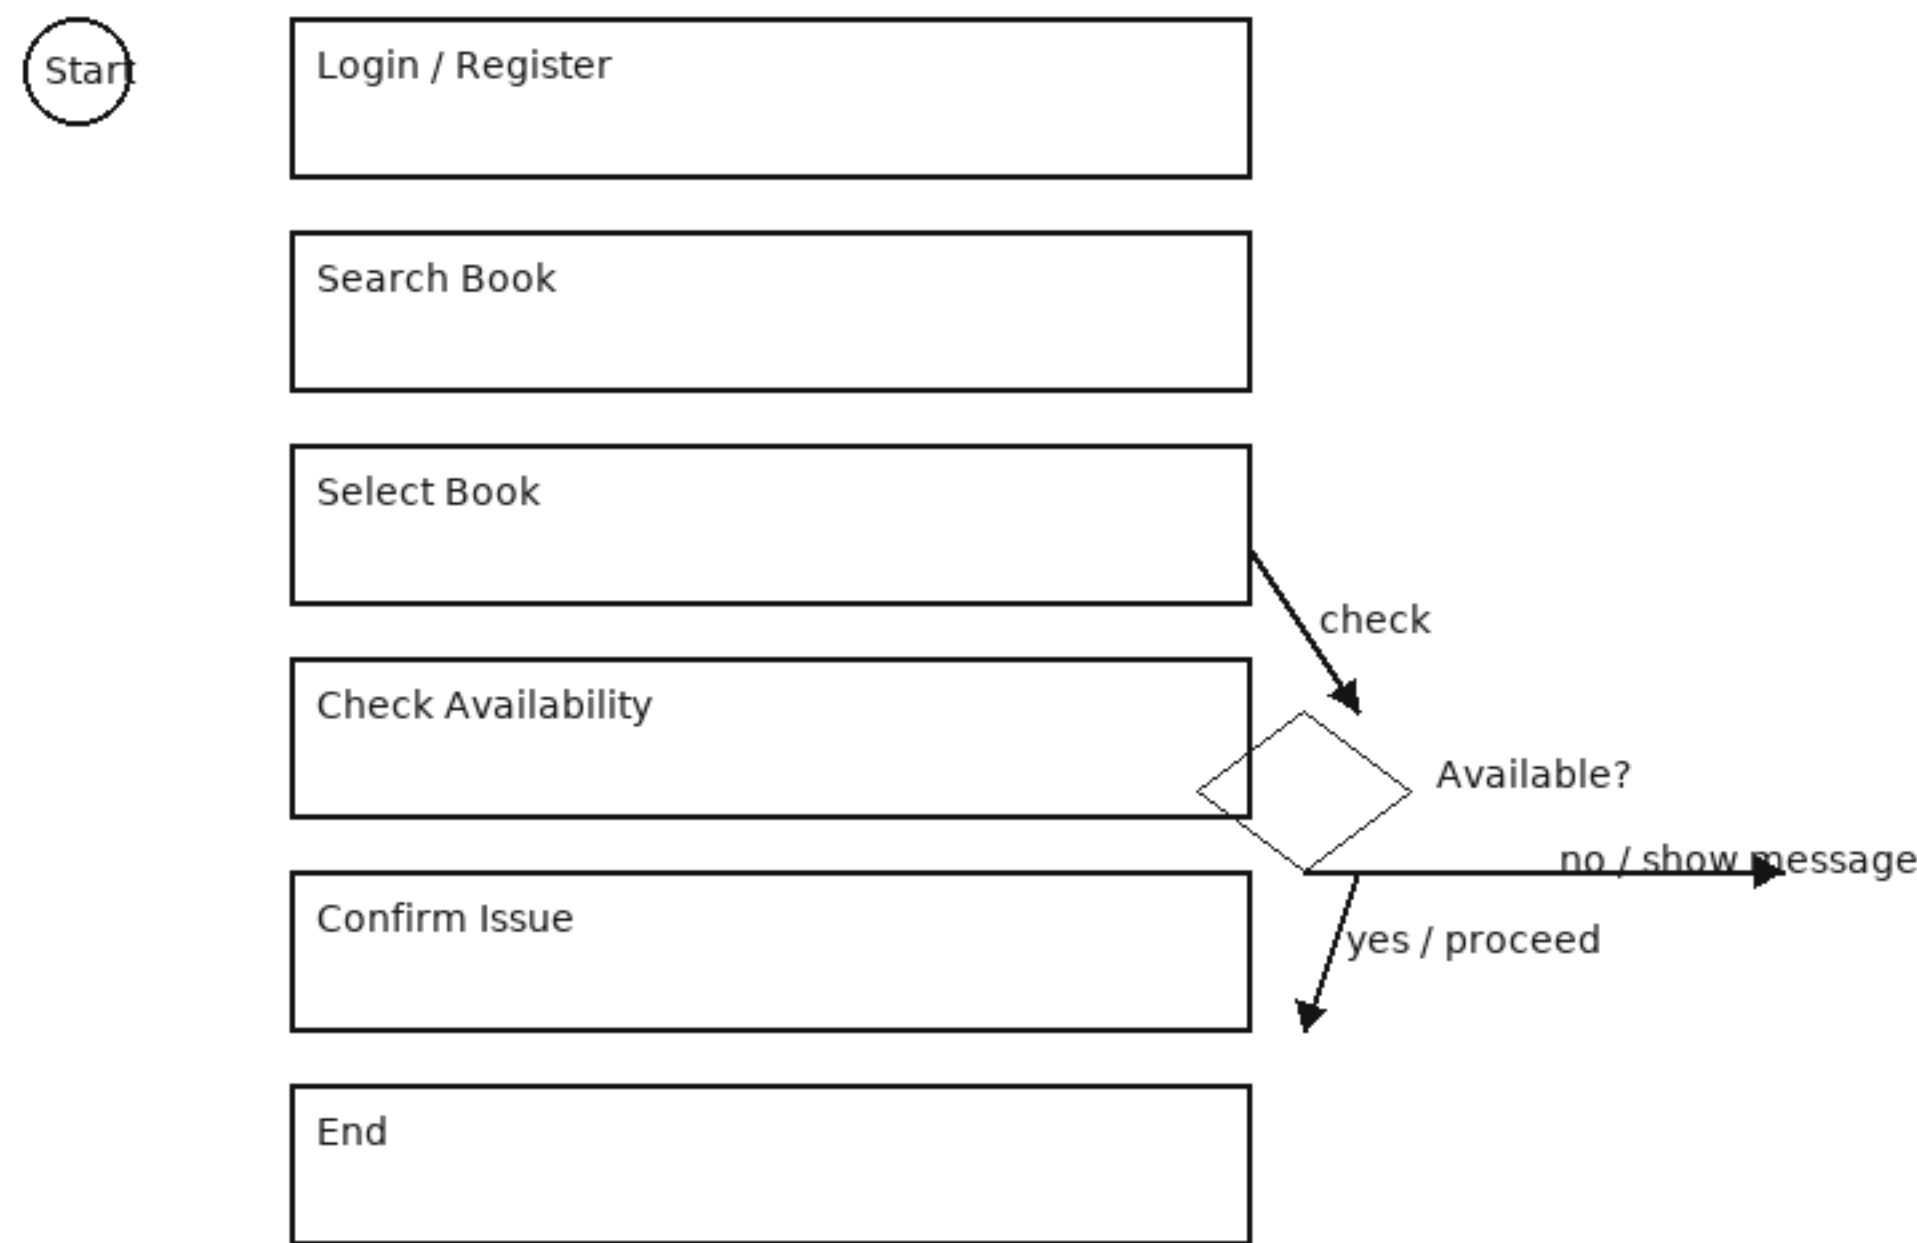 Start
Login / Register
Search Book
Select Book
check
Check Availability
Available?
no / show message
Confirm Issue
yes / proceed
End